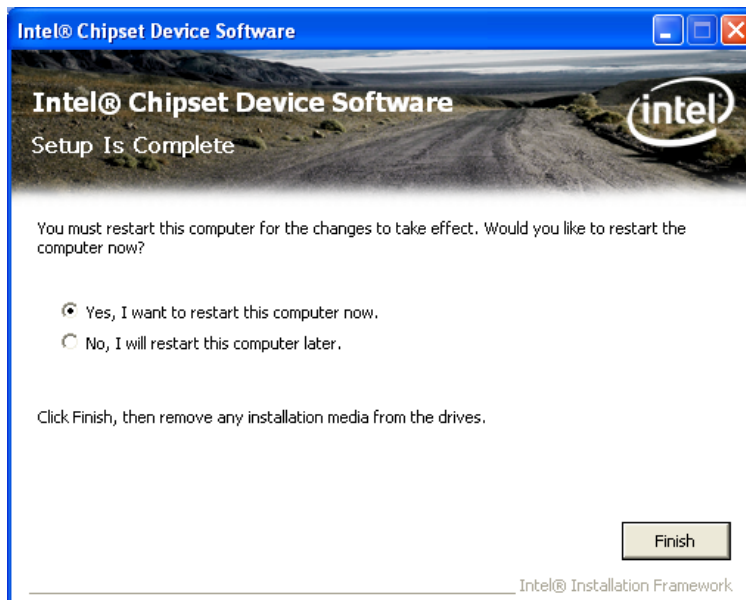 Intel® Chipset Device Software
Intel® Chipset Device Software
intel
Setup Is Complete
You must restart this computer for the changes to take effect. Would you like to restart the
computer now?
Yes, I want to restart this computer now.
No, I will restart this computer later.
Click Finish, then remove any installation media from the drives.
Finish
Intel® Installation Framework